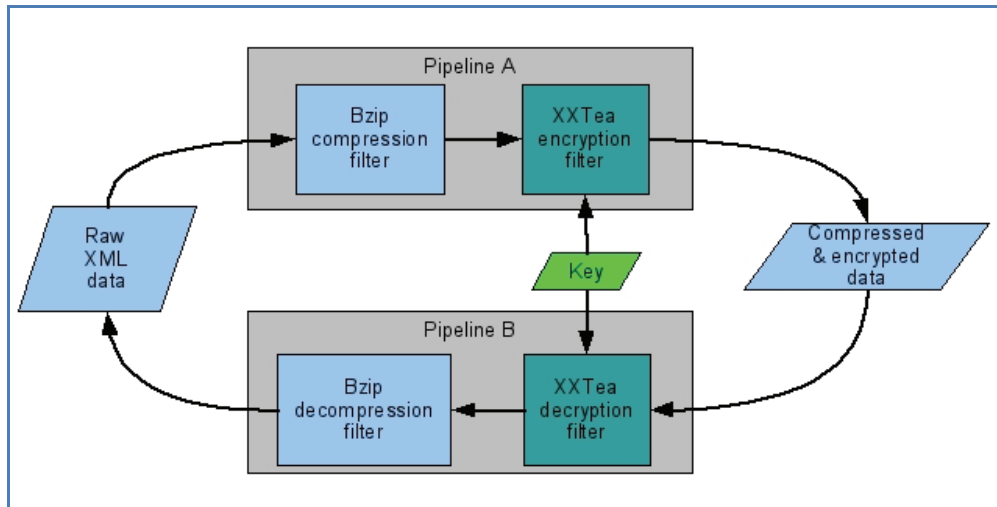 Pipeline A
Bzip
compression
filter
XXTea
encryption
filter
Raw
XML
data
Key
Compressed
& encrypted
data
Pipeline B
Bzip
decompression
filter
XXTea
decryption
filter